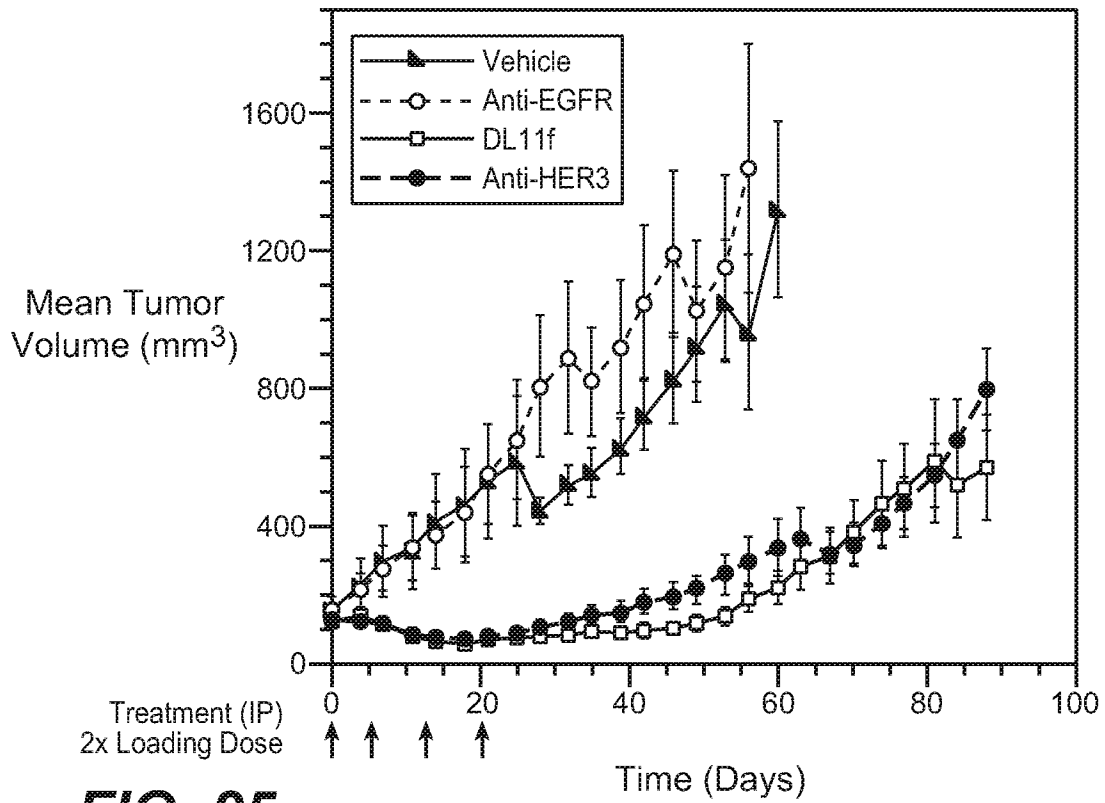 Vehicle
Anti-EGFR
DL11f
Anti-HER3
1600
1200
800
400
0
Mean Tumor
Volume (mm³)
0 20 40 60 80 100
Treatment (IP)
2x Loading Dose
Time (Days)